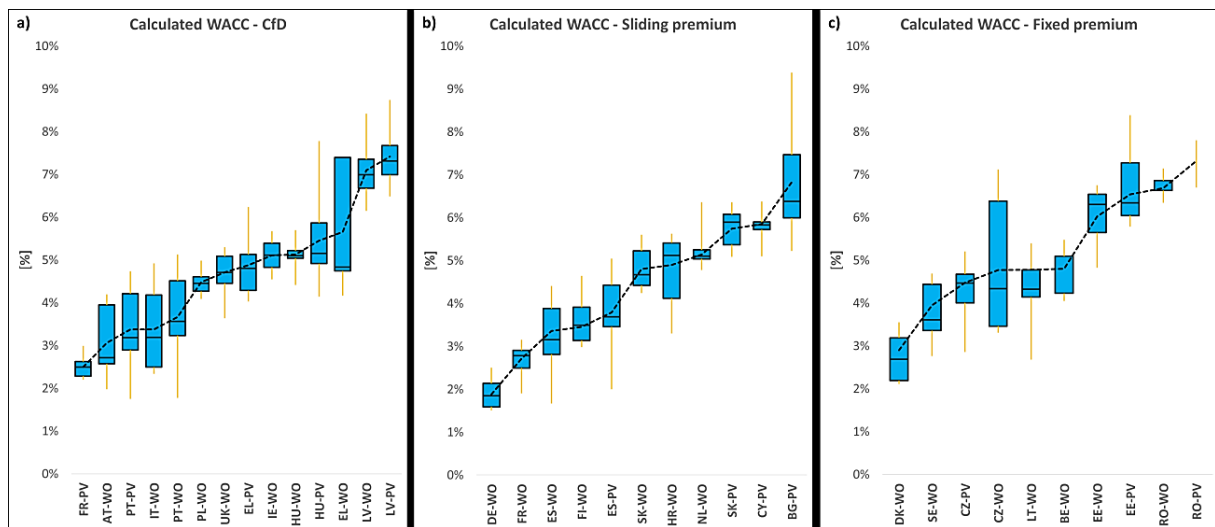 a) Calculated WACC - CfD
10%
9%
8%
7%
6%
5%
4%
3%
2%
1%
0%
[%]
FR-PV
AT-WO
PT-PV
IT-WO
PT-WO
PL-WO
UK-WO
EL-PV
IE-WO
HU-WO
HU-PV
EL-WO
LV-WO
LV-PV
b) Calculated WACC - Sliding premium
10%
9%
8%
7%
6%
5%
4%
3%
2%
1%
0%
[%]
DE-WO
FR-WO
ES-WO
FI-WO
ES-PV
SK-WO
HR-WO
NL-WO
SK-PV
CY-PV
BG-PV
c) Calculated WACC - Fixed premium
10%
9%
8%
7%
6%
5%
4%
3%
2%
1%
0%
[%]
DK-WO
SE-WO
CZ-PV
CZ-WO
LT-WO
BE-WO
EE-WO
EE-PV
RO-WO
RO-PV